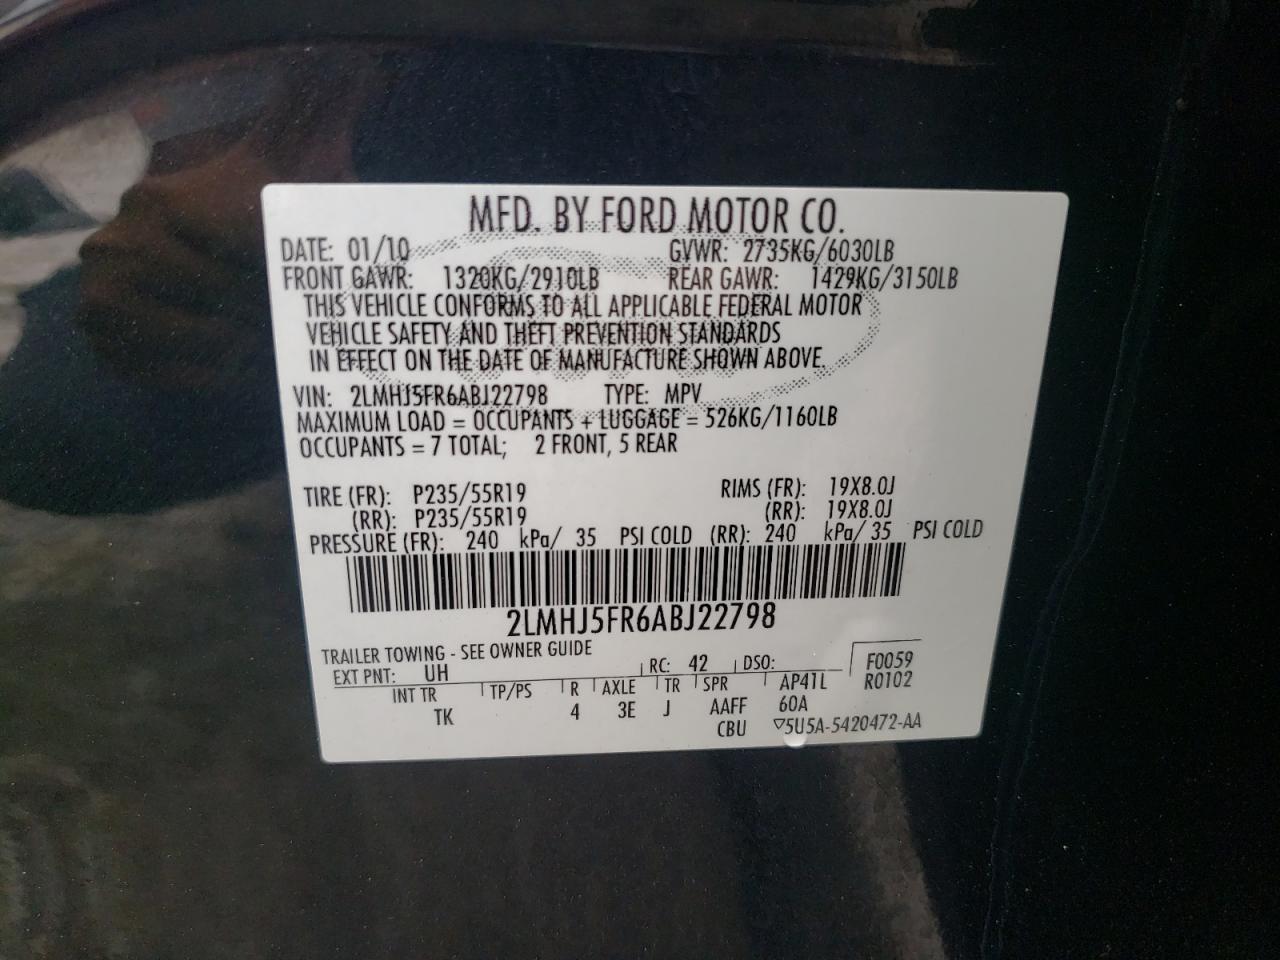 MFD. BY FORD MOTOR CO.
DATE: 01/10 GVWR: 2735KG/6030LB
FRONT GAWR: 1320KG/2910LB REAR GAWR: 1429KG/3150LB
THIS VEHICLE CONFORMS TO ALL APPLICABLE FEDERAL MOTOR
VEHICLE SAFETY AND THEFT PREVENTION STANDARDS
IN EFFECT ON THE DATE OF MANUFACTURE SHOWN ABOVE.
VIN: 2LMHJ5FR6ABJ22798 TYPE: MPV
MAXIMUM LOAD = OCCUPANTS + LUGGAGE = 526KG/1160LB
OCCUPANTS = 7 TOTAL; 2 FRONT, 5 REAR
TIRE (FR): P235/55R19 RIMS (FR): 19X8.0J
(RR): P235/55R19 (RR): 19X8.0J
PRESSURE (FR): 240 kPa/ 35 PSI COLD (RR): 240 kPa/ 35 PSI COLD
2LMHJ5FR6ABJ22798
TRAILER TOWING - SEE OWNER GUIDE
EXT PNT: UH RC: 42 DSO: F0059
INT TR TP/PS R AXLE TR SPR AP41L R0102
TK 4 3E J AAFF 60A
CBU ▽5U5A-5420472-AA